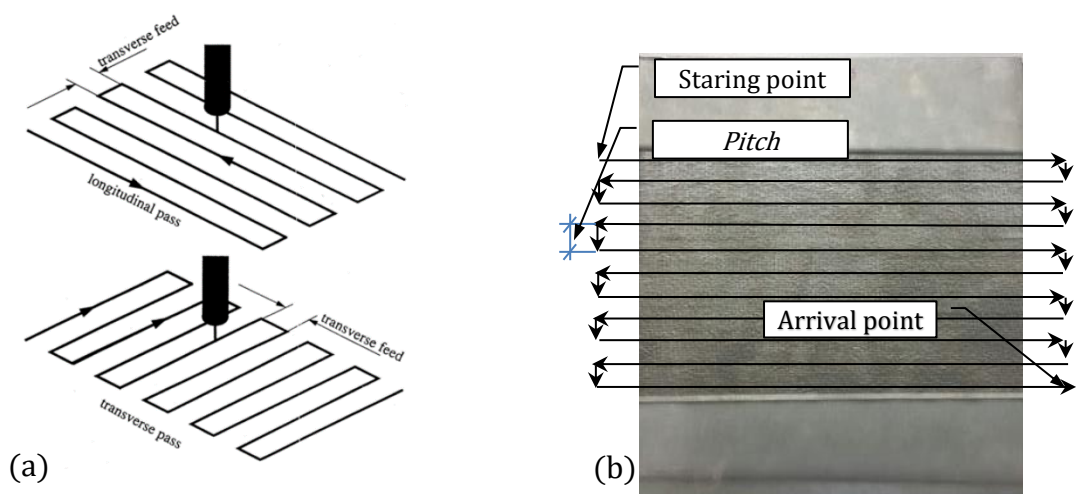 transverse feed
longitudinal pass
transverse feed
transverse pass
(a)
Staring point
Pitch
Arrival point
(b)